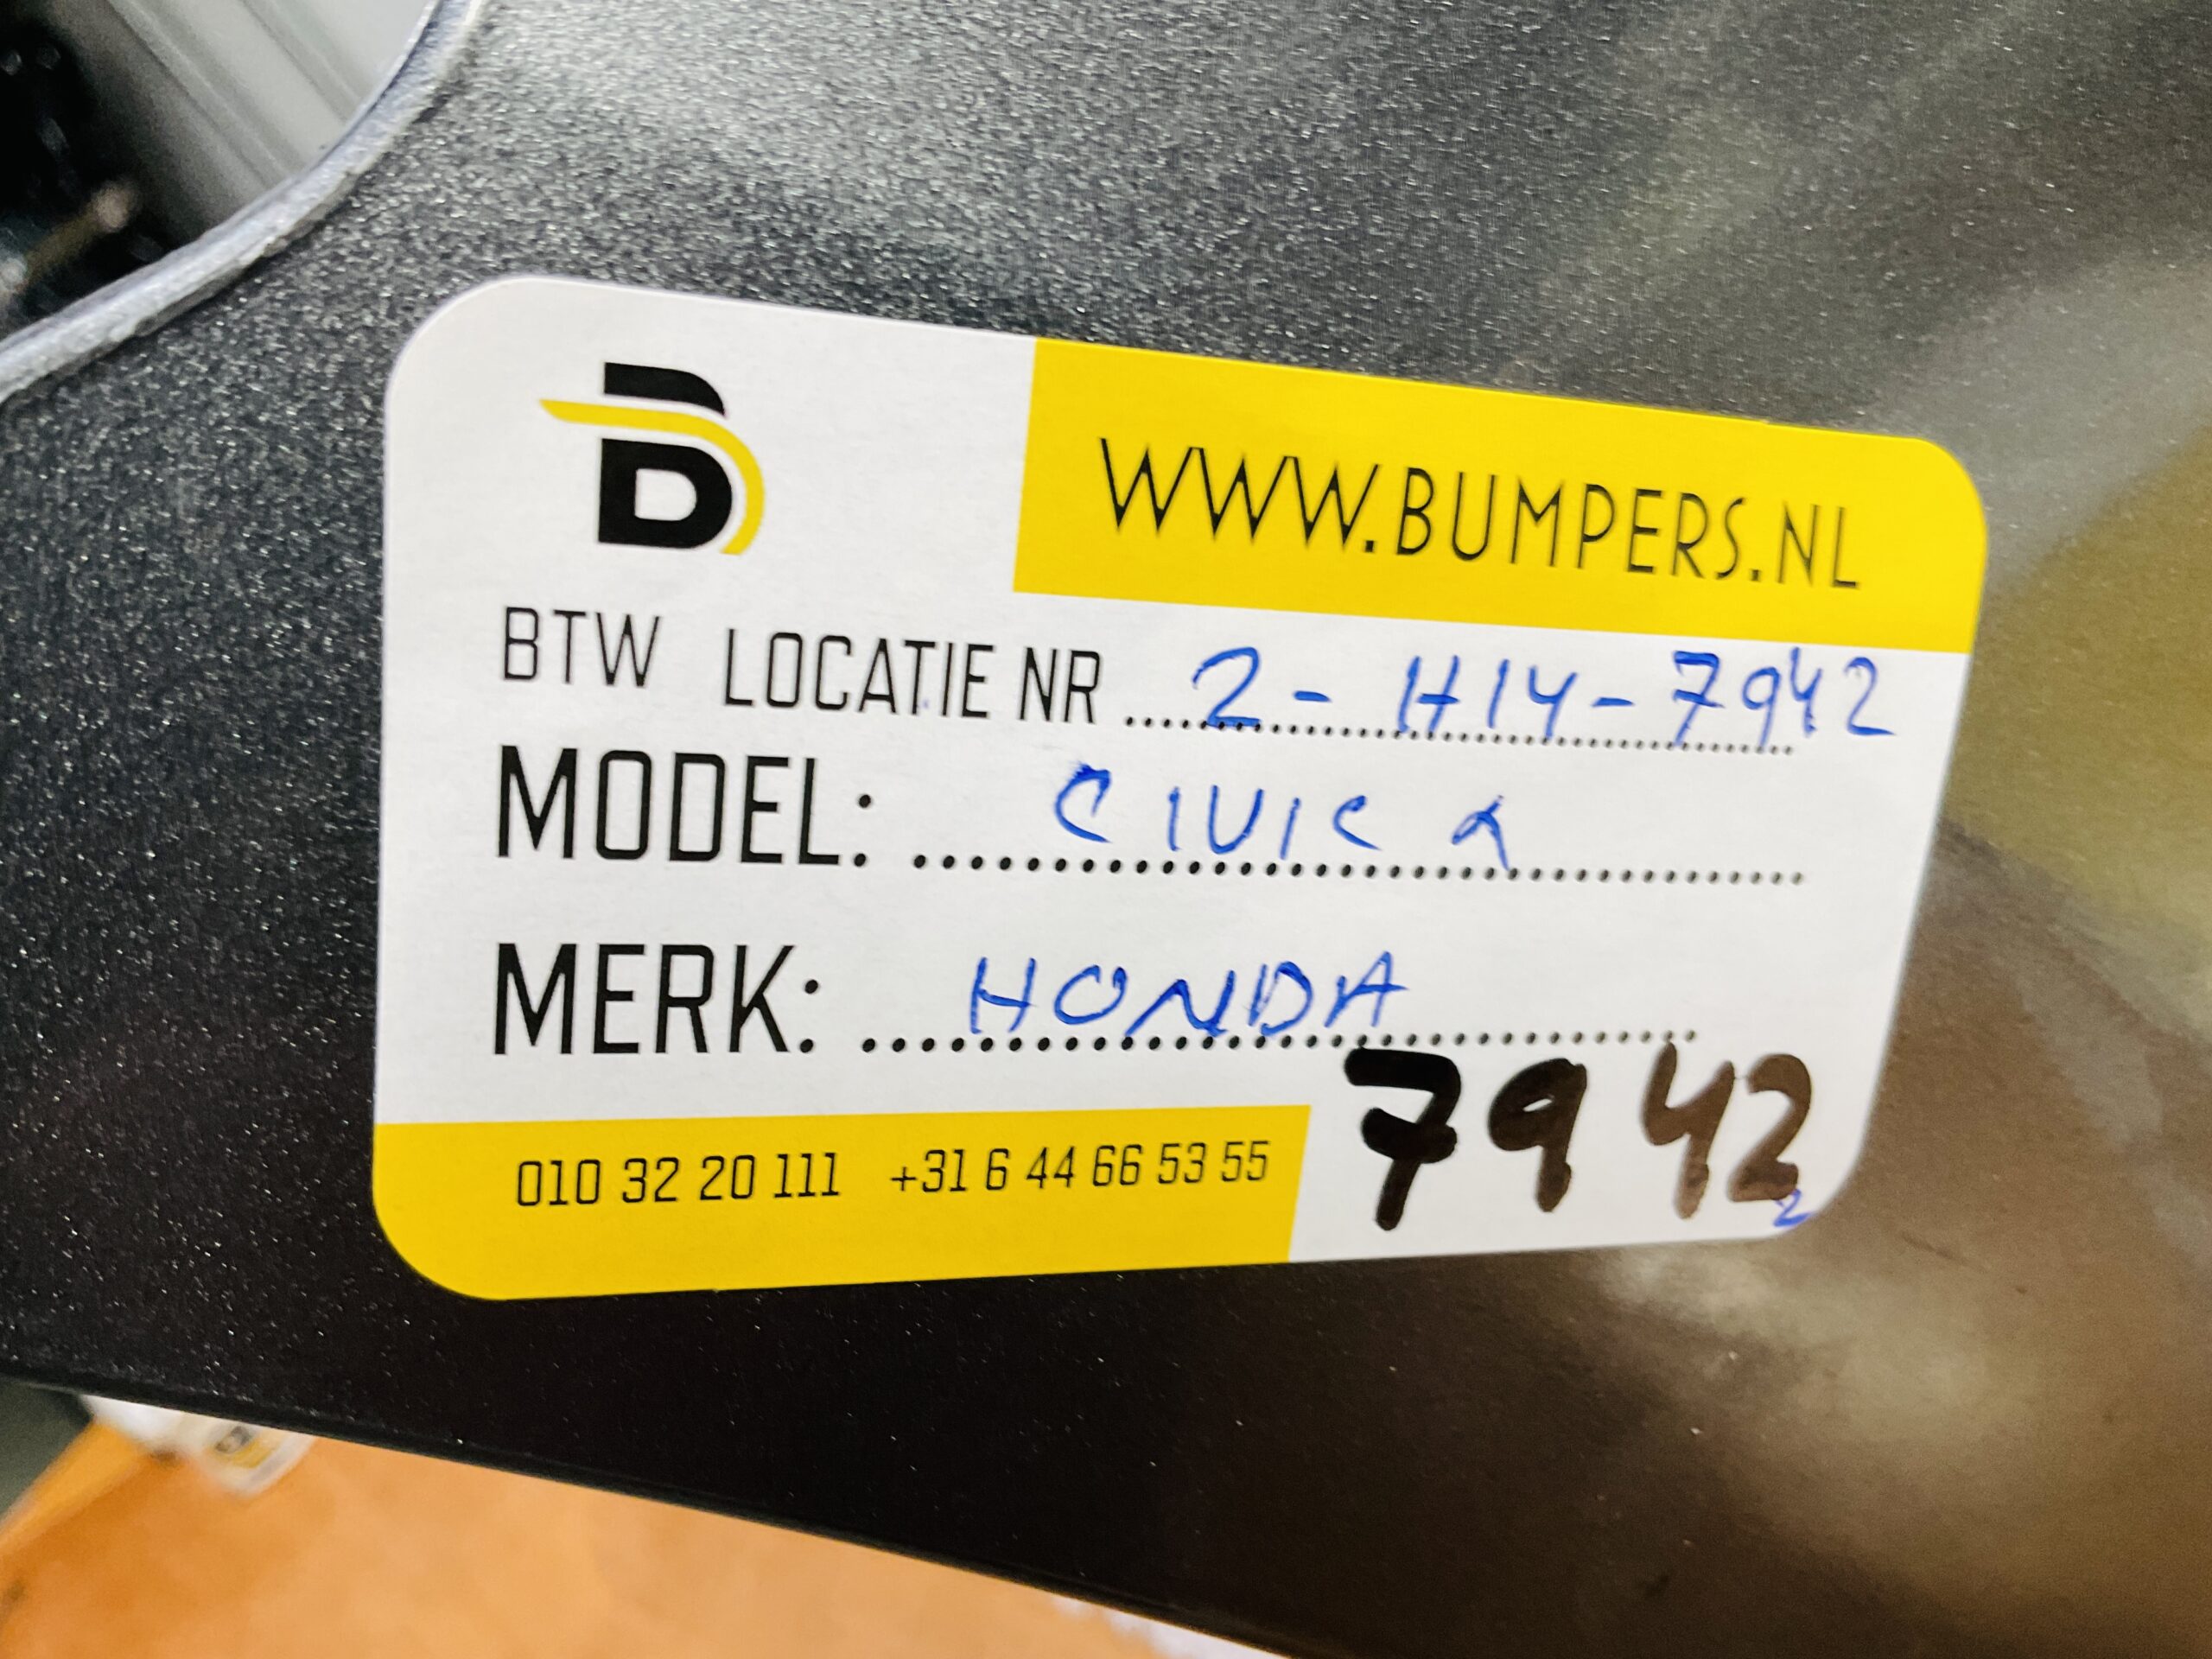 B
WWW.BUMPERS.NL
BTW LOCATIE NR ........ 2-H14-7942
MODEL: ........ CIVIC
MERK: ........ HONDA
7942
2
010 32 20 111 +31 6 44 66 53 55